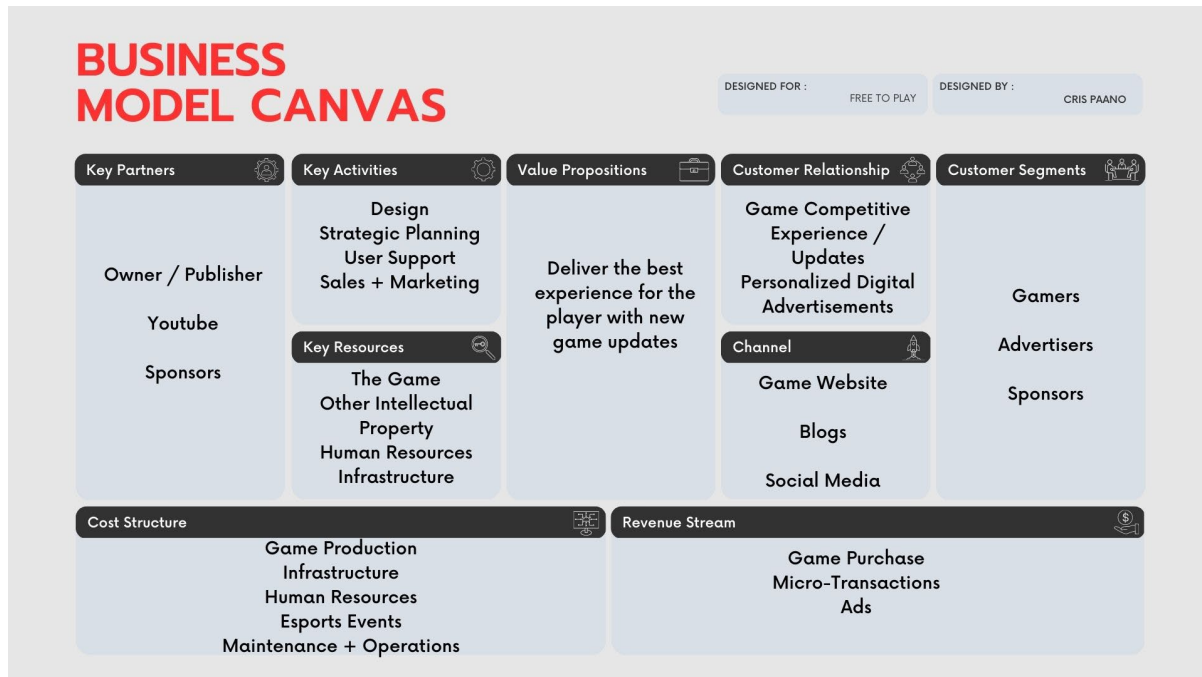 BUSINESS
MODEL CANVAS
DESIGNED FOR :
FREE TO PLAY
DESIGNED BY :
CRIS PAANO
Key Partners
Owner / Publisher
Youtube
Sponsors
Key Activities
Design
Strategic Planning
User Support
Sales + Marketing
Key Resources
The Game
Other Intellectual
Property
Human Resources
Infrastructure
Value Propositions
Deliver the best
experience for the
player with new
game updates
Customer Relationship
Game Competitive
Experience /
Updates
Personalized Digital
Advertisements
Channel
Game Website
Blogs
Social Media
Customer Segments
Gamers
Advertisers
Sponsors
Cost Structure
Game Production
Infrastructure
Human Resources
Esports Events
Maintenance + Operations
Revenue Stream
Game Purchase
Micro-Transactions
Ads